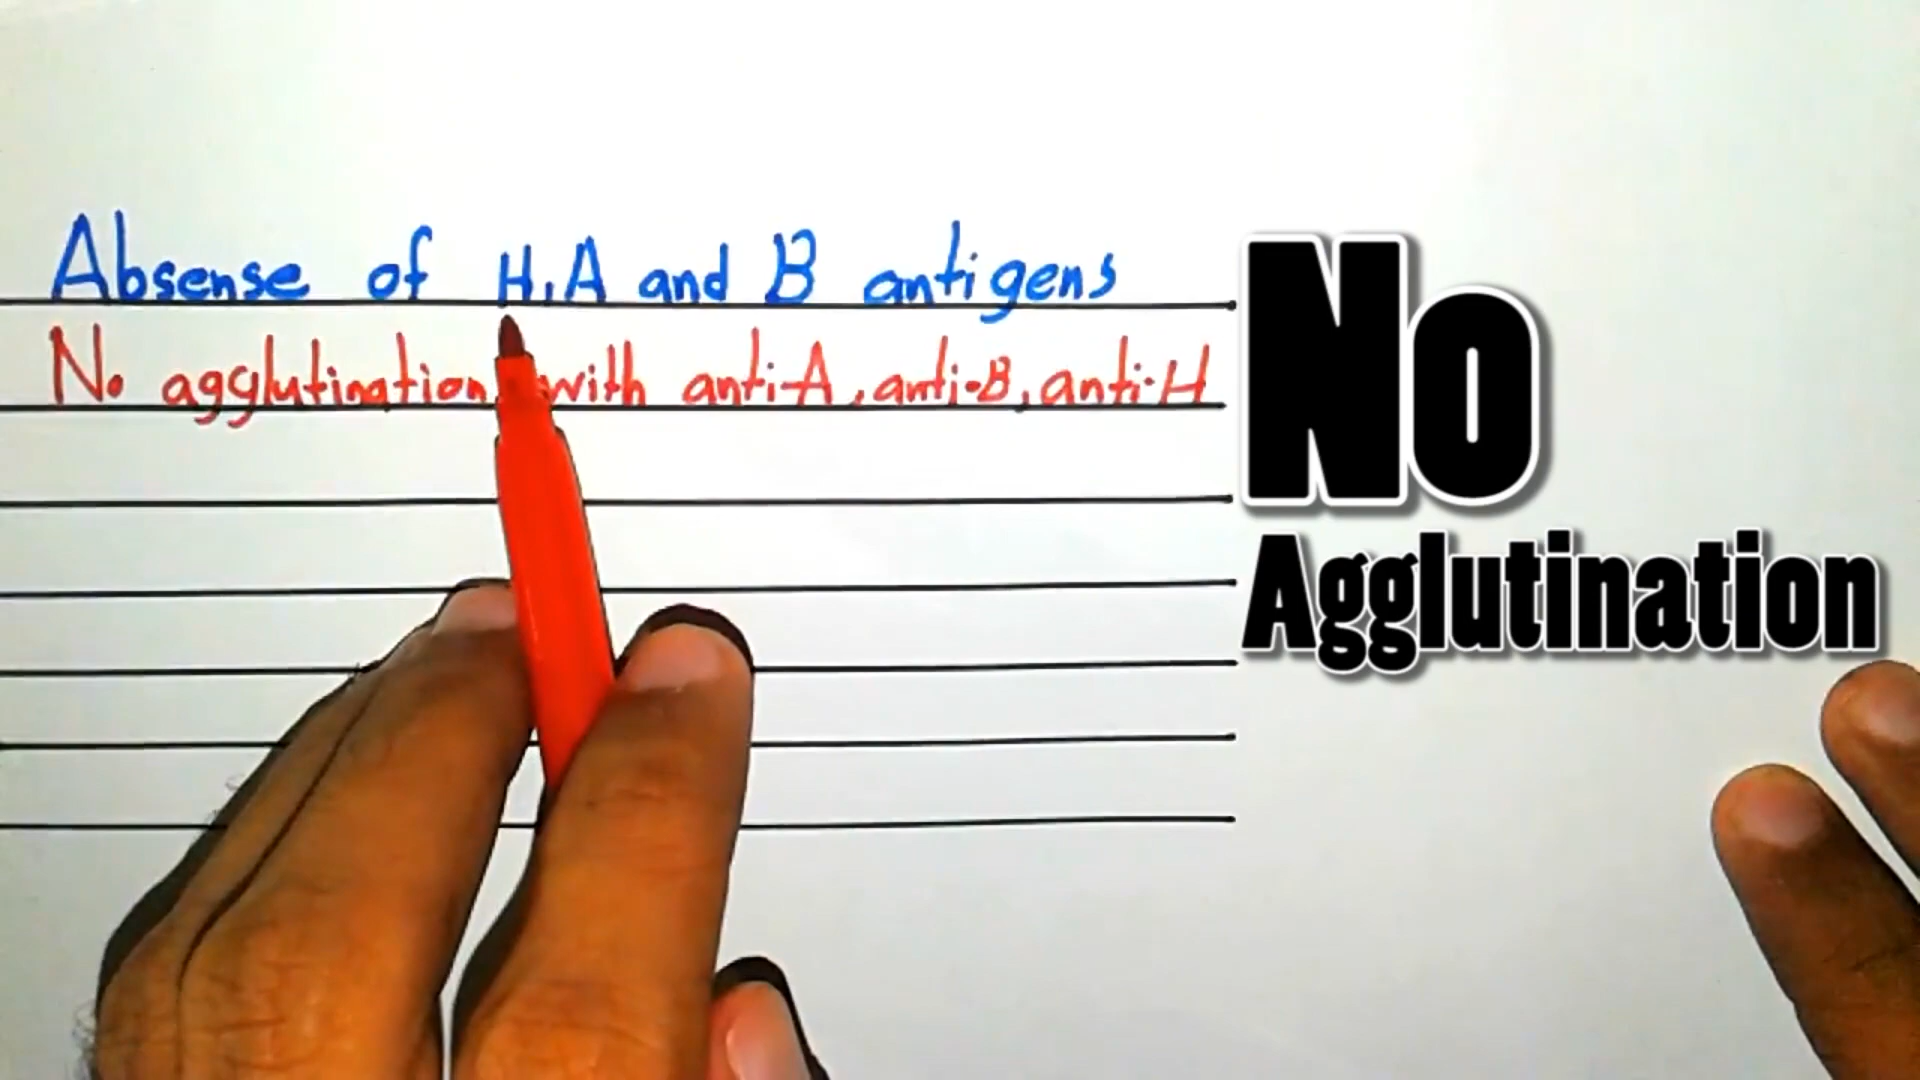 Absense of H, A and B antigens
No agglutination with anti-A, anti-B, anti-H
No
Agglutination